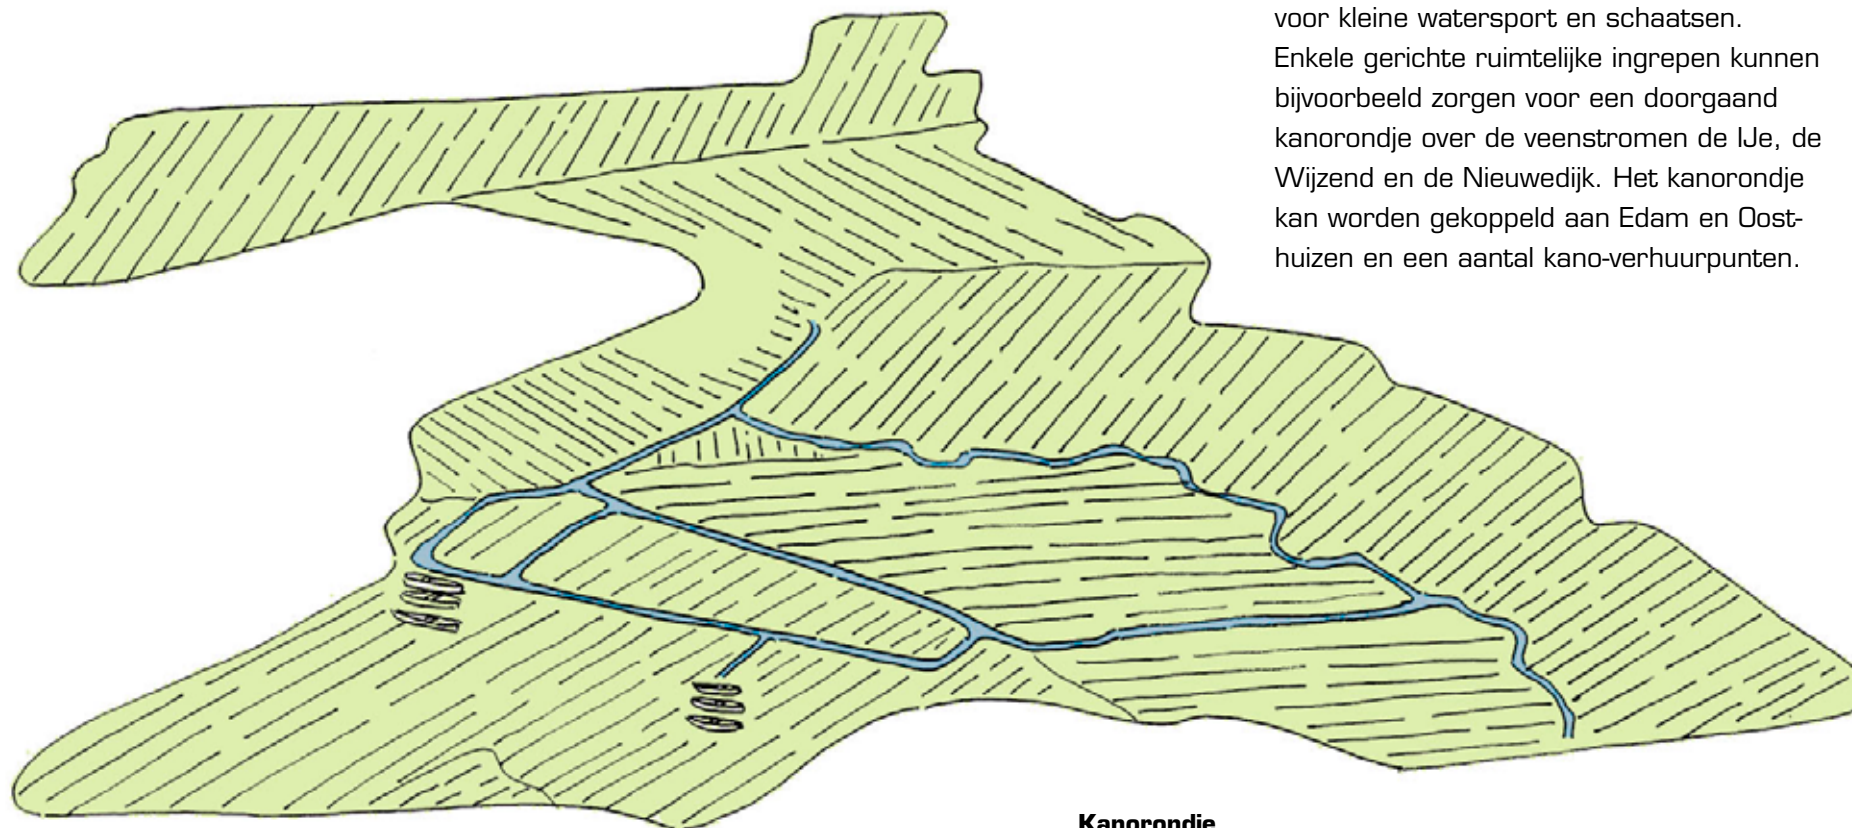 voor kleine watersport en schaatsen.
Enkele gerichte ruimtelijke ingrepen kunnen
bijvoorbeeld zorgen voor een doorgaand
kanorondje over de veenstromen de IJe, de
Wijzend en de Nieuwedijk. Het kanorondje
kan worden gekoppeld aan Edam en Oost-
huizen en een aantal kano-verhuurpunten.
Kanorondje